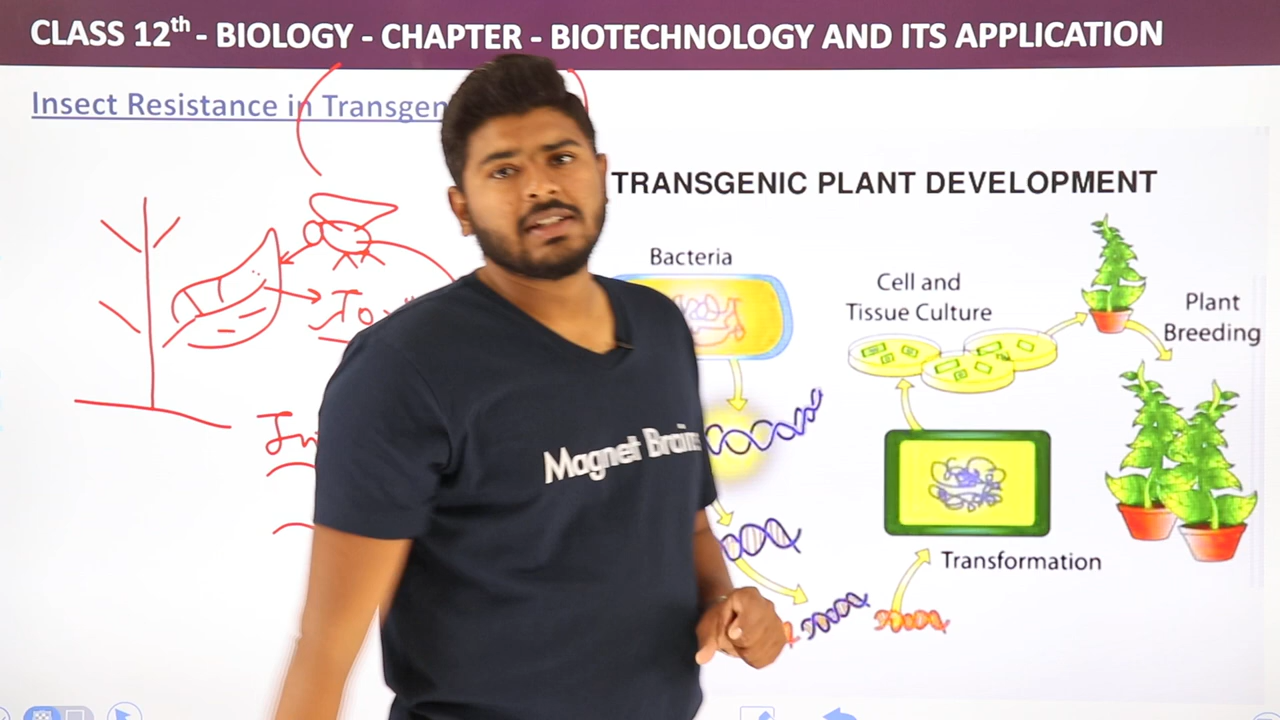 CLASS 12th - BIOLOGY - CHAPTER - BIOTECHNOLOGY AND ITS APPLICATION
Insect Resistance in Transgen
TRANSGENIC PLANT DEVELOPMENT
Bacteria
Cell and
Tissue Culture
Plant
Breeding
Magnet Brains
Transformation